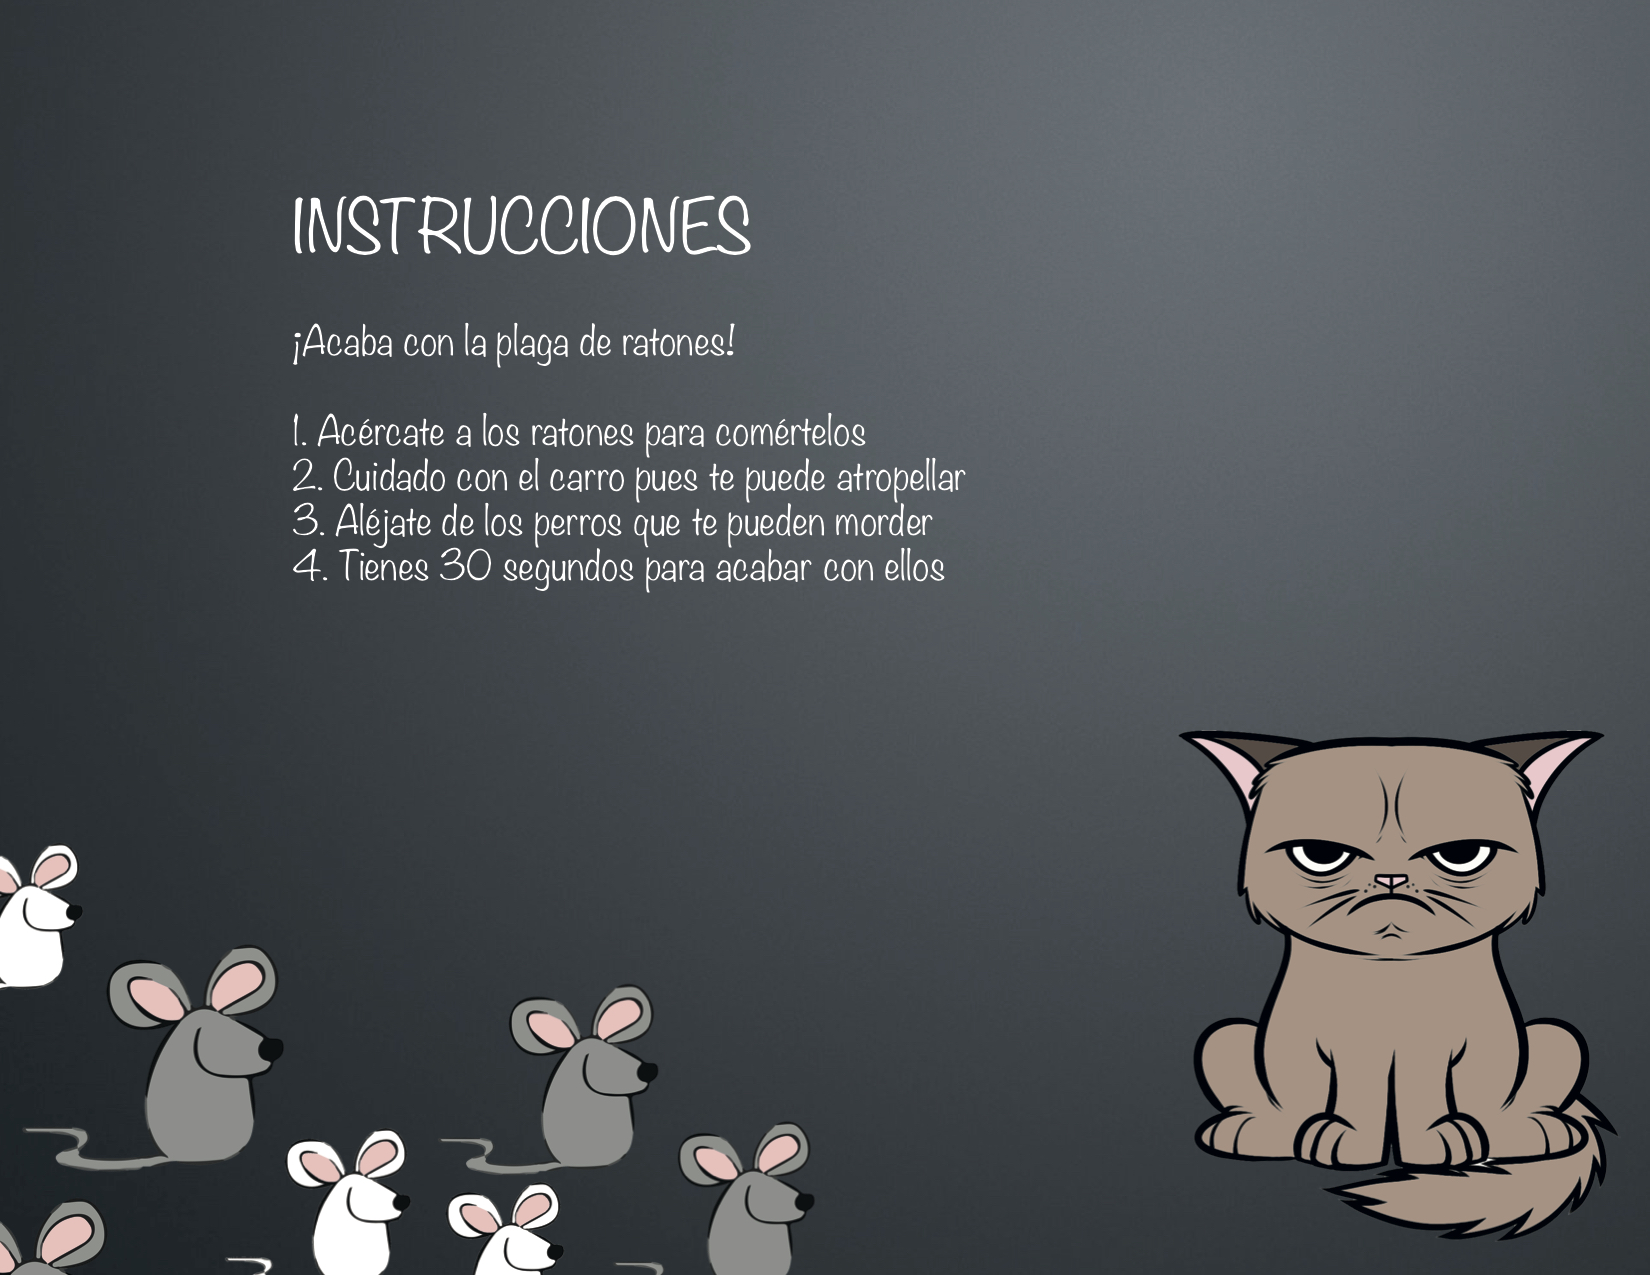 INSTRUCCIONES
¡Acaba con la plaga de ratones!
1. Acércate a los ratones para comértelos
2. Cuidado con el carro pues te puede atropellar
3. Aléjate de los perros que te pueden morder
4. Tienes 30 segundos para acabar con ellos